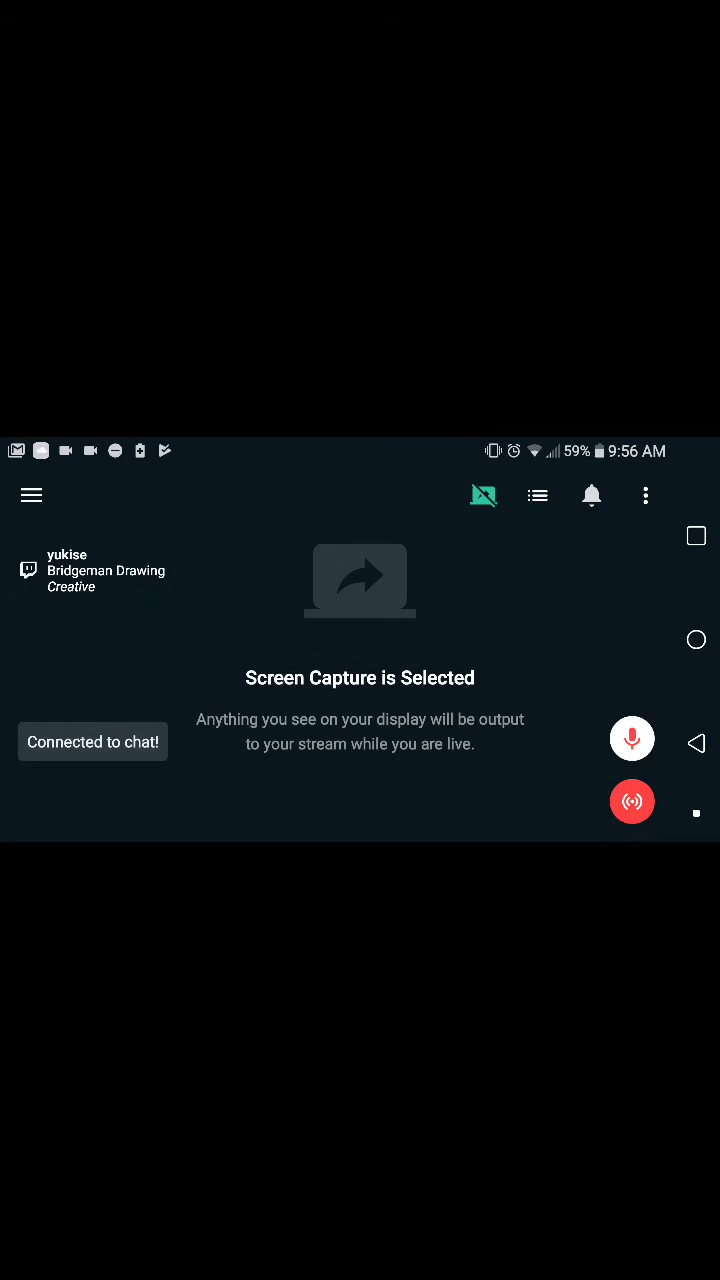 59% 9:56 AM
yukise
Bridgeman Drawing
Creative
Screen Capture is Selected
Anything you see on your display will be output
to your stream while you are live.
Connected to chat!